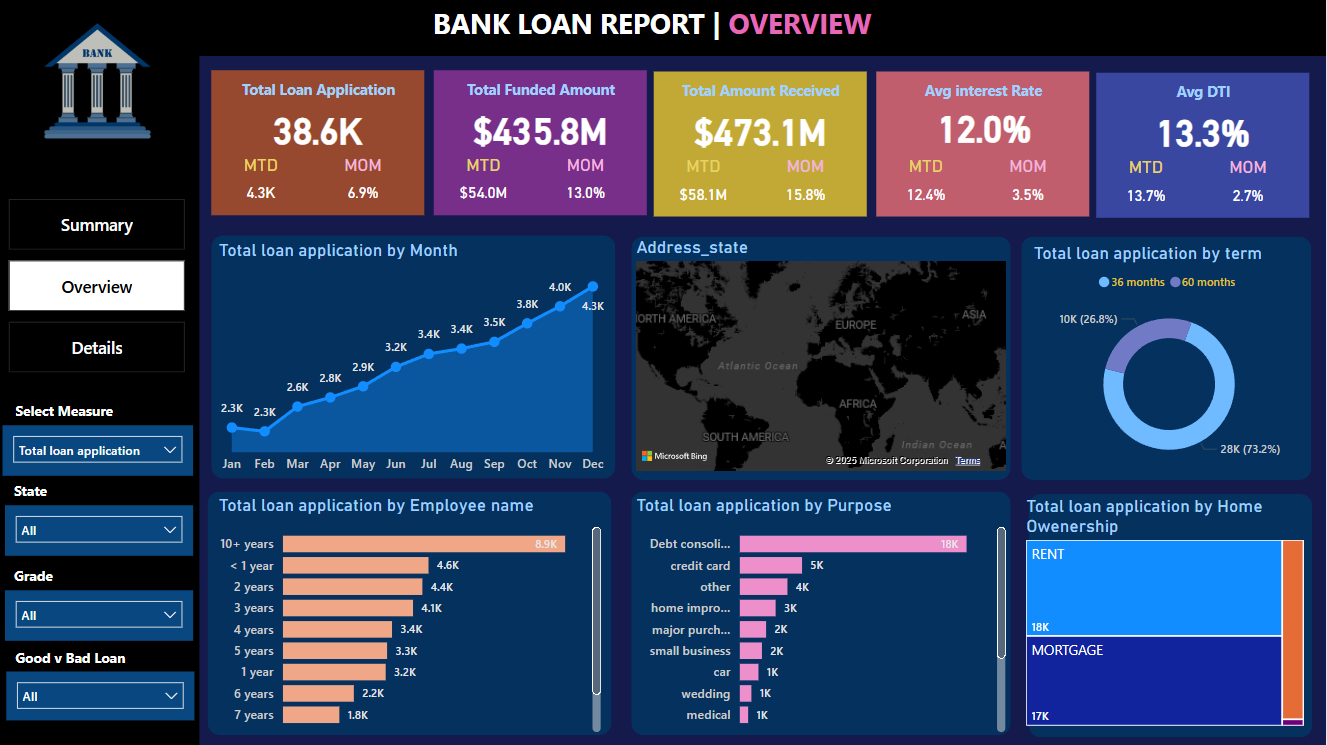 BANK LOAN REPORT | OVERVIEW
BANK
Summary
Overview
Details
Select Measure
Total loan application
State
All
Grade
All
Good v Bad Loan
All
Total Loan Application
38.6K
MTD MOM
4.3K 6.9%
Total Funded Amount
$435.8M
MTD MOM
$54.0M 13.0%
Total Amount Received
$473.1M
MTD MOM
$58.1M 15.8%
Avg interest Rate
12.0%
MTD MOM
12.4% 3.5%
Avg DTI
13.3%
MTD MOM
13.7% 2.7%
Total loan application by Month
2.3K 2.3K 2.6K 2.8K 2.9K 3.2K 3.4K 3.4K 3.5K 3.8K 4.0K 4.3K
Jan Feb Mar Apr May Jun Jul Aug Sep Oct Nov Dec
Address_state
ORTH AMERICA
EUROPE
ASIA
Atlantic Ocean
AFRICA
SOUTH AMERICA
Indian Ocean
A
Microsoft Bing
© 2025 Microsoft Corporation Terms
Total loan application by term
36 months 60 months
10K (26.8%)
28K (73.2%)
Total loan application by Employee name
10+ years 8.9K
< 1 year 4.6K
2 years 4.4K
3 years 4.1K
4 years 3.4K
5 years 3.3K
1 year 3.2K
6 years 2.2K
7 years 1.8K
Total loan application by Purpose
Debt consoli... 18K
credit card 5K
other 4K
home impro... 3K
major purch... 2K
small business 2K
car 1K
wedding 1K
medical 1K
Total loan application by Home
Owenership
RENT
18K
MORTGAGE
17K